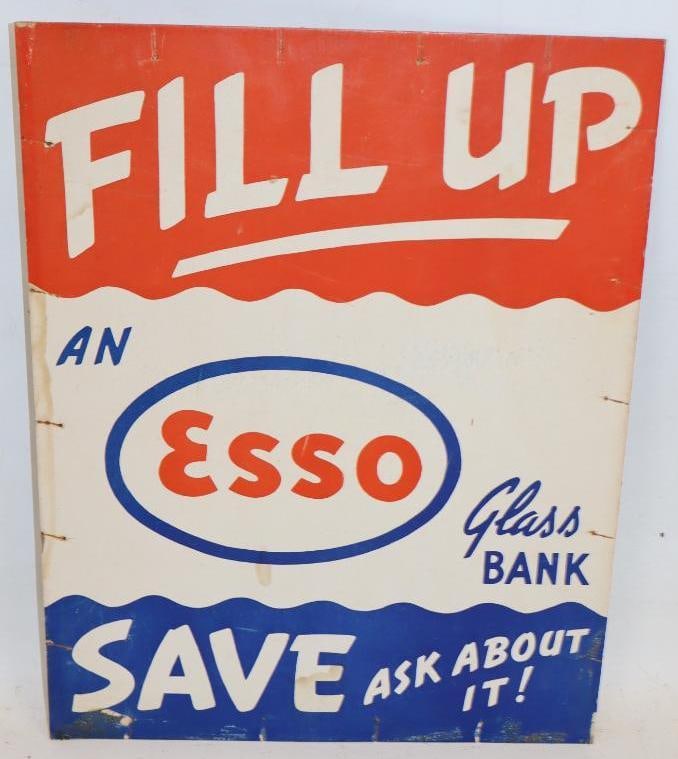 FILL UP
AN
Esso
Glass
BANK
SAVE ASK ABOUT
IT!